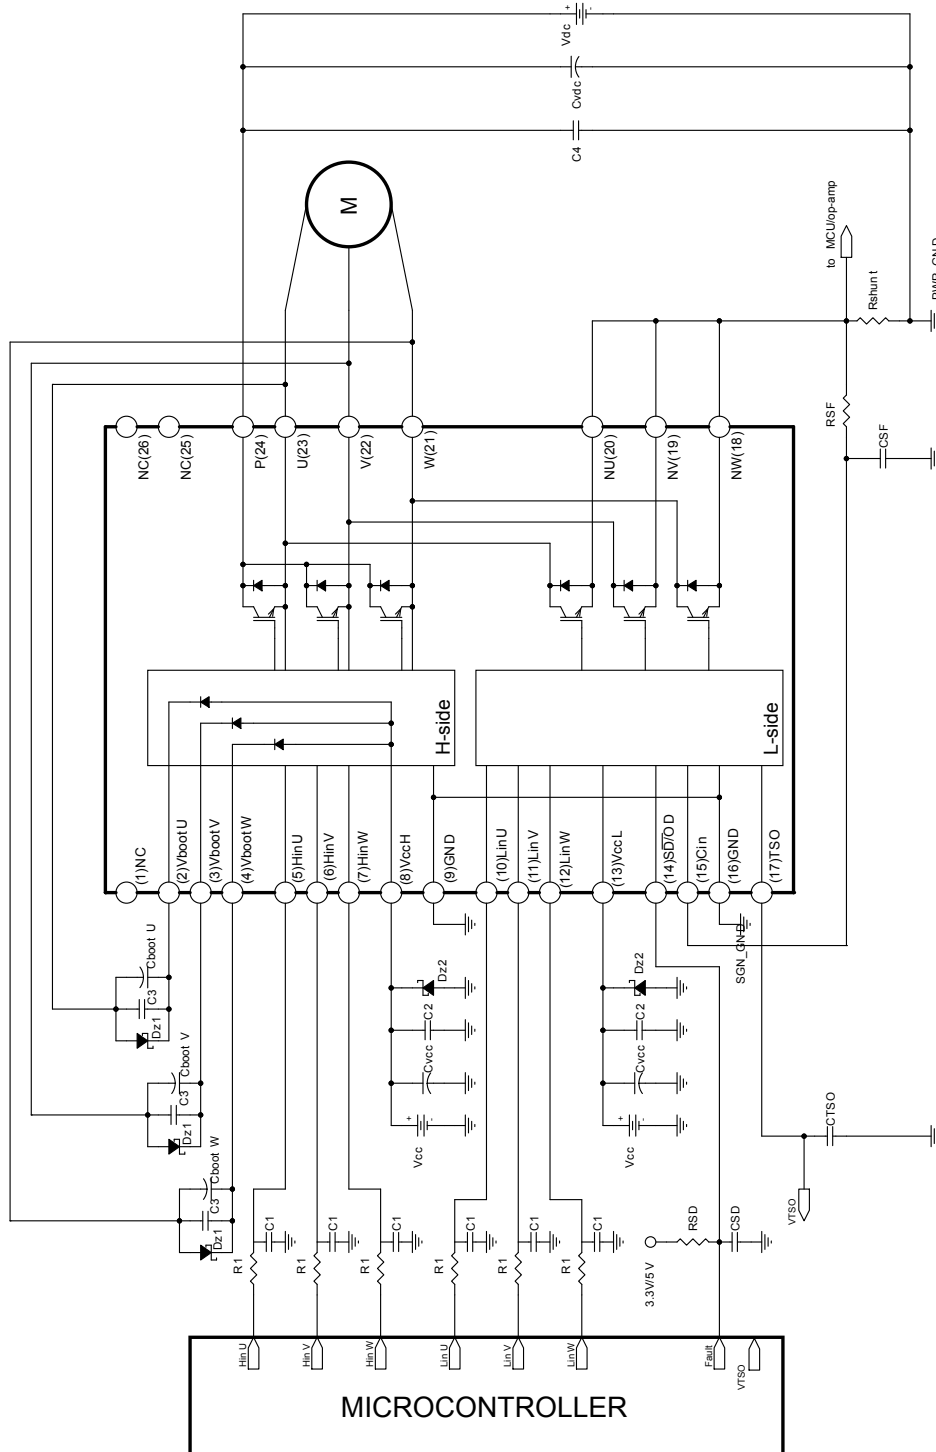 Vdc
+
-
Cvdc
C4
M
to MCU/op-amp
Rshunt
PWR_GND
RSF
CSF
NC(26)
NC(25)
P(24)
U(23)
V(22)
W(21)
NU(20)
NV(19)
NW(18)
H-side
L-side
(1)NC
(2)VbootU
(3)VbootV
(4)VbootW
(5)HinU
(6)HinV
(7)HinW
(8)VccH
(9)GND
(10)LinU
(11)LinV
(12)LinW
(13)VccL
(14)SD/OD
(15)Cin
(16)GND
(17)TSO
SGN_GND
Cboot U
C3
Dz1
Cboot V
C3
Dz1
Cboot W
C3
Dz1
Dz2
C2
Cvcc
+
-
Vcc
Dz2
C2
Cvcc
+
-
Vcc
CTSO
VTSO
C1
C1
C1
C1
C1
C1
R1
R1
R1
R1
R1
R1
RSD
CSD
3.3V/5V
Hin U
Hin V
Hin W
Lin U
Lin V
Lin W
Fault
VTSO
MICROCONTROLLER